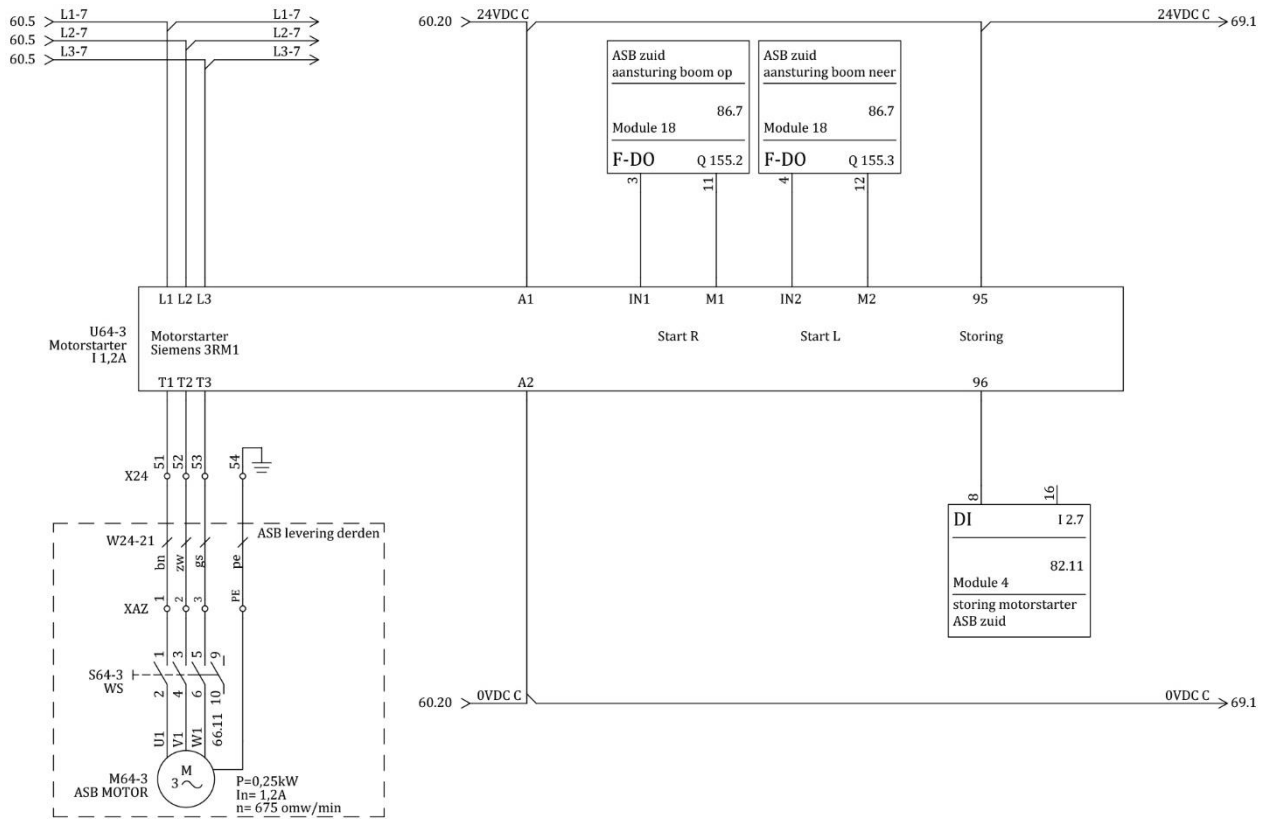 60.5
L1-7
L1-7
60.5
L2-7
L2-7
60.5
L3-7
L3-7
60.20
24VDC C
24VDC C
69.1
ASB zuid
aansturing boom op
86.7
Module 18
F-DO
Q 155.2
3
11
ASB zuid
aansturing boom neer
86.7
Module 18
F-DO
Q 155.3
4
12
L1 L2 L3
A1
IN1
M1
IN2
M2
95
U64-3
Motorstarter
I 1,2A
Motorstarter
Siemens 3RM1
Start R
Start L
Storing
T1 T2 T3
A2
96
X24
51
52
53
54
8
16
DI
I 2.7
82.11
Module 4
storing motorstarter
ASB zuid
ASB levering derden
W24-21
bn
zw
gs
pe
XAZ
1
2
3
PE
S64-3
WS
1
3
5
9
2
4
6
10
66.11
U1
V1
W1
60.20
0VDC C
0VDC C
69.1
M64-3
ASB MOTOR
M
3
P=0,25kW
In= 1,2A
n= 675 omw/min